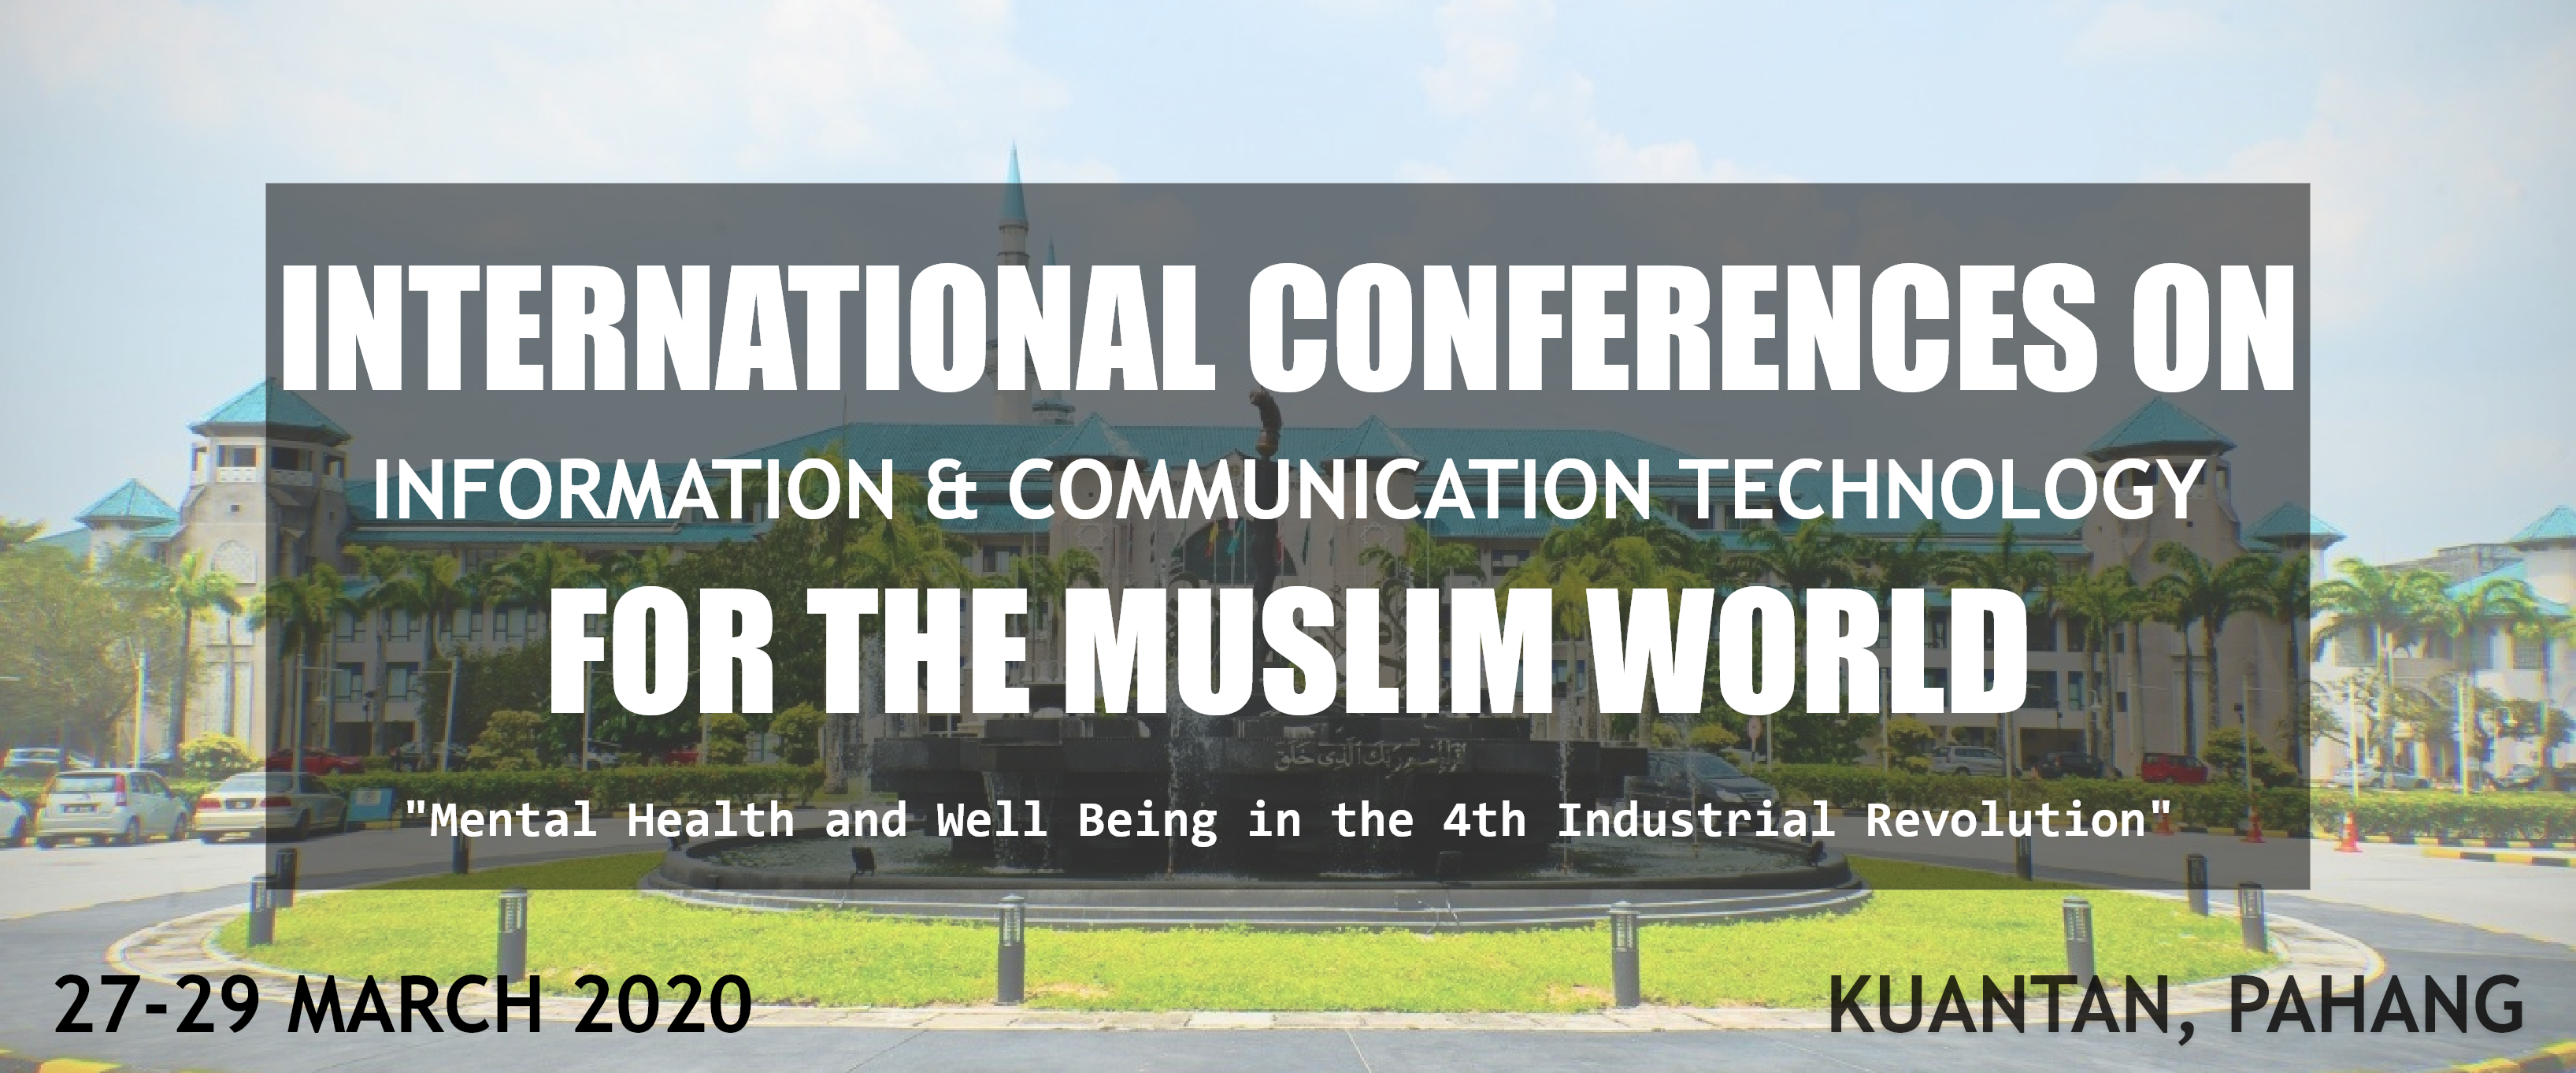 INTERNATIONAL CONFERENCES ON
INFORMATION & COMMUNICATION TECHNOLOGY
FOR THE MUSLIM WORLD
"Mental Health and Well Being in the 4th Industrial Revolution"
27-29 MARCH 2020
KUANTAN, PAHANG